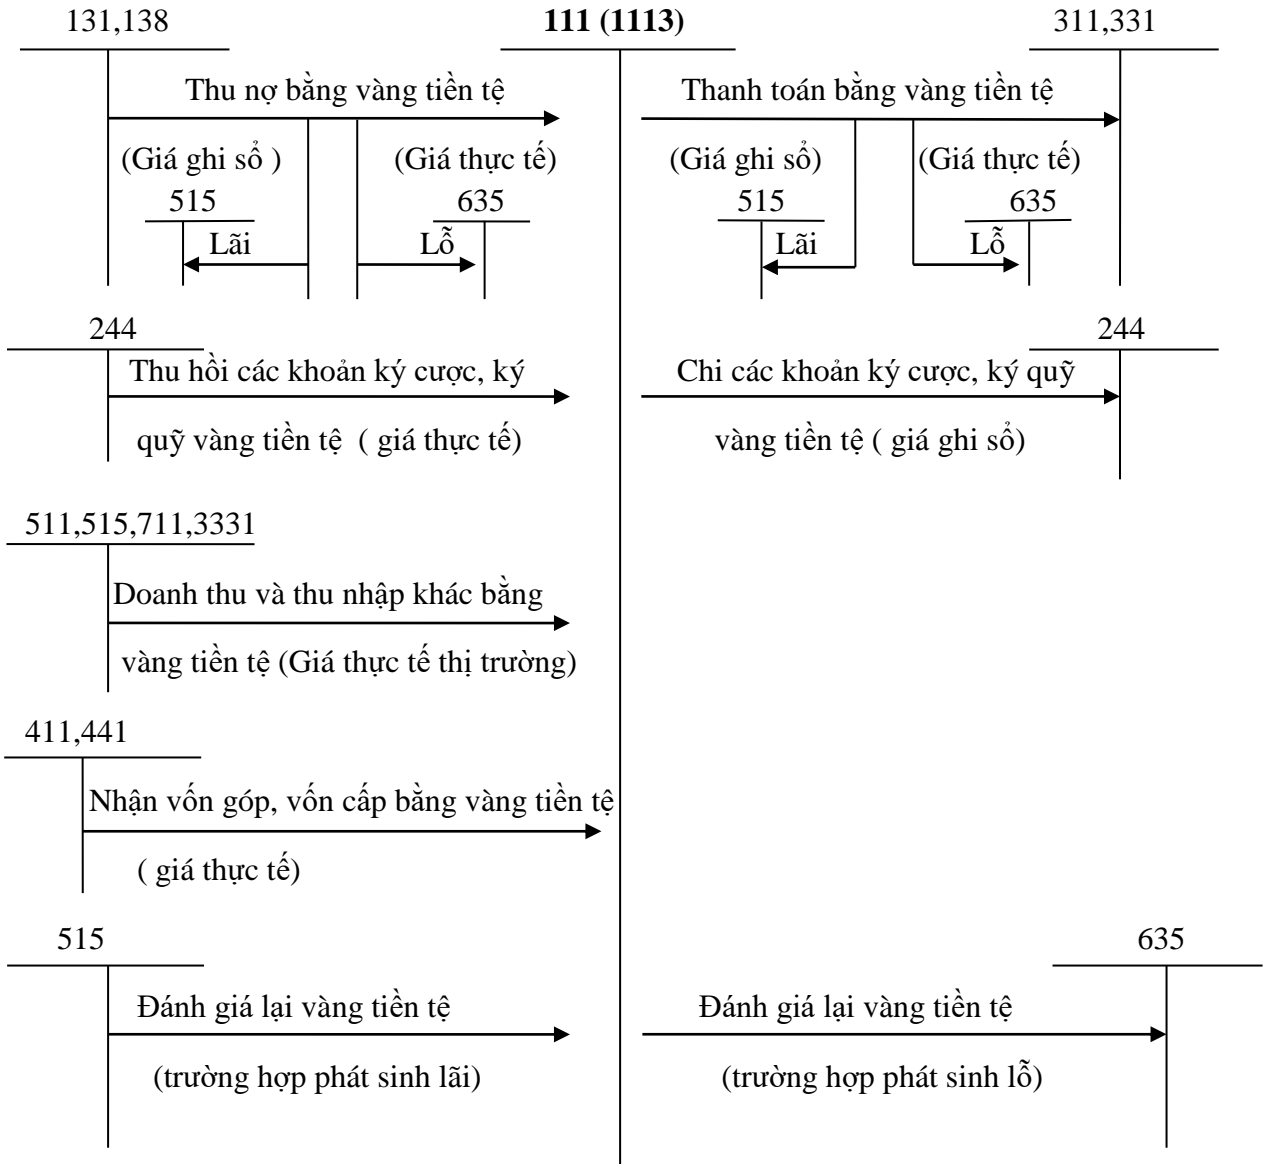 131,138
111 (1113)
311,331
Thu nợ bằng vàng tiền tệ
Thanh toán bằng vàng tiền tệ
(Giá ghi sổ )
(Giá thực tế)
(Giá ghi sổ)
(Giá thực tế)
515
635
515
635
Lãi
Lỗ
Lãi
Lỗ
244
244
Thu hồi các khoản ký cược, ký
Chi các khoản ký cược, ký quỹ
quỹ vàng tiền tệ ( giá thực tế)
vàng tiền tệ ( giá ghi sổ)
511,515,711,3331
Doanh thu và thu nhập khác bằng
vàng tiền tệ (Giá thực tế thị trường)
411,441
Nhận vốn góp, vốn cấp bằng vàng tiền tệ
( giá thực tế)
515
635
Đánh giá lại vàng tiền tệ
Đánh giá lại vàng tiền tệ
(trường hợp phát sinh lãi)
(trường hợp phát sinh lỗ)